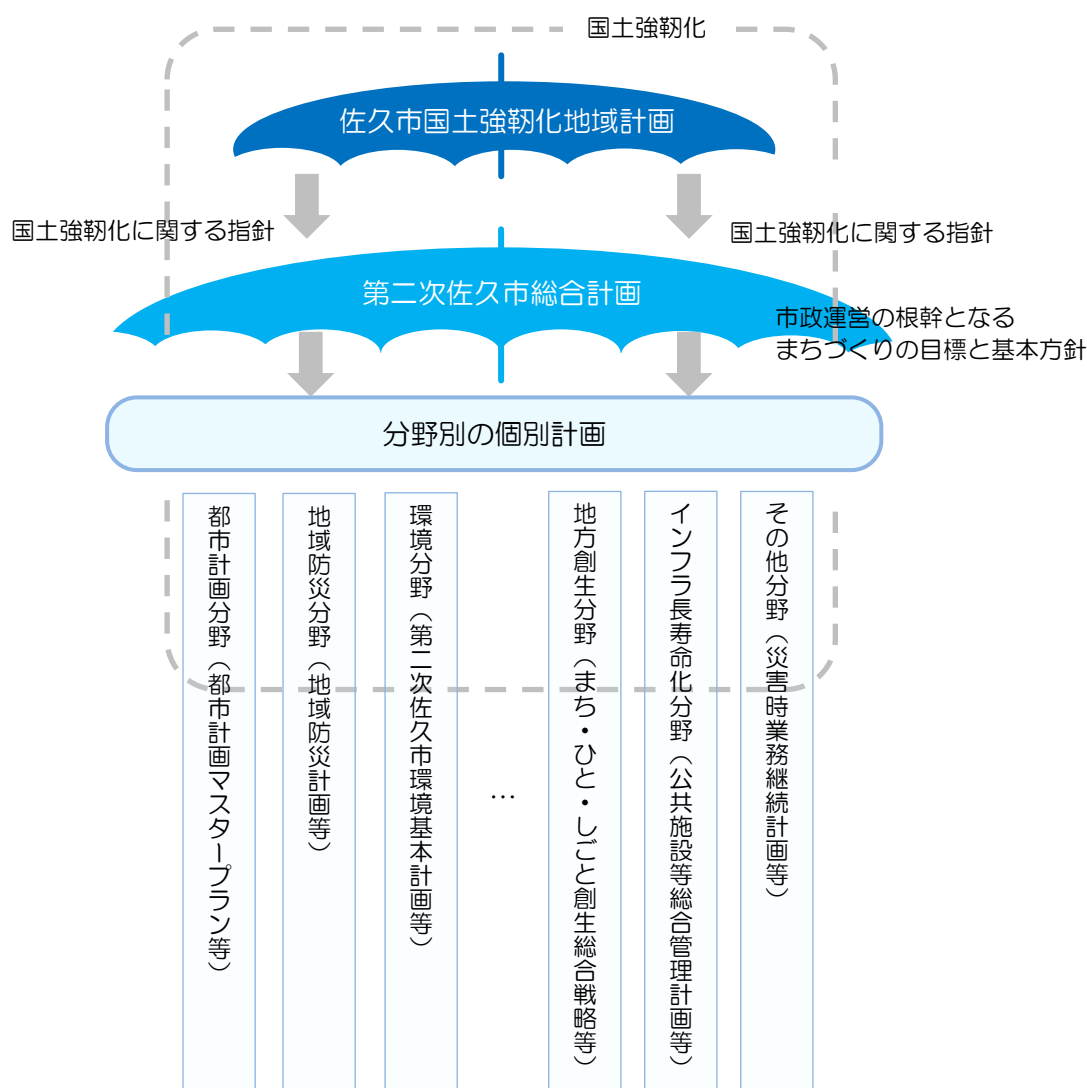 国土強靭化
佐久市国土強靭化地域計画
国土強靭化に関する指針
国土強靭化に関する指針
第二次佐久市総合計画
市政運営の根幹となる
まちづくりの目標と基本方針
分野別の個別計画
都市計画分野（都市計画マスタープラン等）
地域防災分野（地域防災計画等）
環境分野（第二次佐久市環境基本計画等）
…
地方創生分野（まち・ひと・しごと創生総合戦略等）
インフラ長寿命化分野（公共施設等総合管理計画等）
その他分野（災害時業務継続計画等）